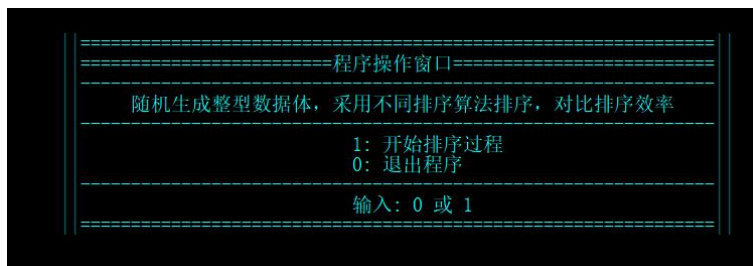 程序操作窗口
随机生成整型数据体，采用不同排序算法排序，对比排序效率
1: 开始排序过程
0: 退出程序
输入: 0 或 1